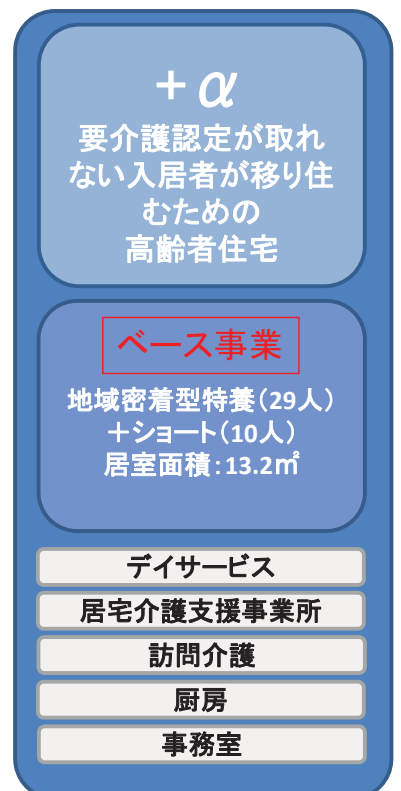 +α
要介護認定が取れ
ない入居者が移り住
むための
高齢者住宅
ベース事業
地域密着型特養(29人)
+ショート(10人)
居室面積:13.2㎡
デイサービス
居宅介護支援事業所
訪問介護
厨房
事務室